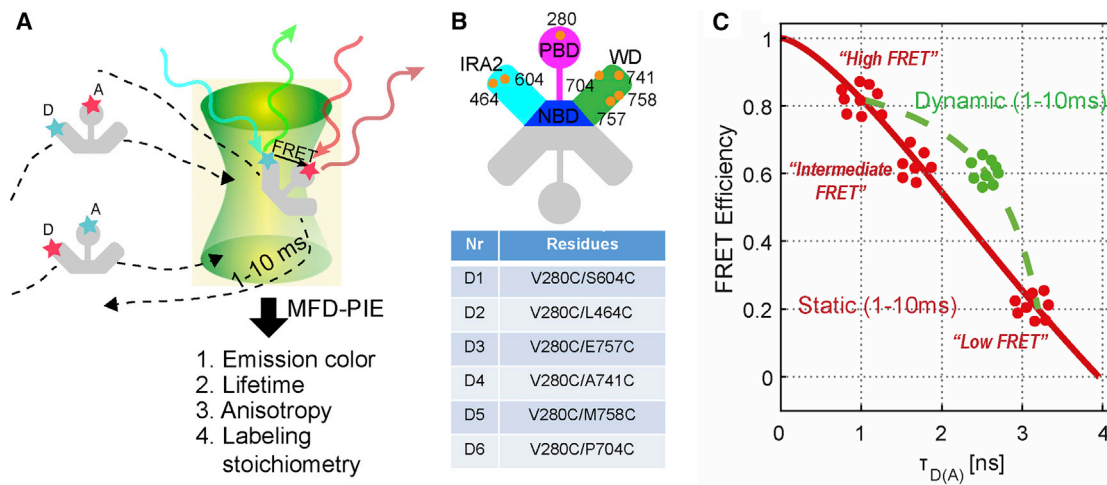 A
D
A
FRET
D
A
1-10 ms
MFD-PIE
1. Emission color
2. Lifetime
3. Anisotropy
4. Labeling
stoichiometry
B
280
PBD
IRA2
WD
604
704
741
464
758
NBD
757
Nr
Residues
D1
V280C/S604C
D2
V280C/L464C
D3
V280C/E757C
D4
V280C/A741C
D5
V280C/M758C
D6
V280C/P704C
C
FRET Efficiency
1
0.8
0.6
0.4
0.2
0
“High FRET”
Dynamic (1-10ms)
“Intermediate
FRET”
Static (1-10ms)
“Low FRET”
0
1
2
3
4
τD(A) [ns]